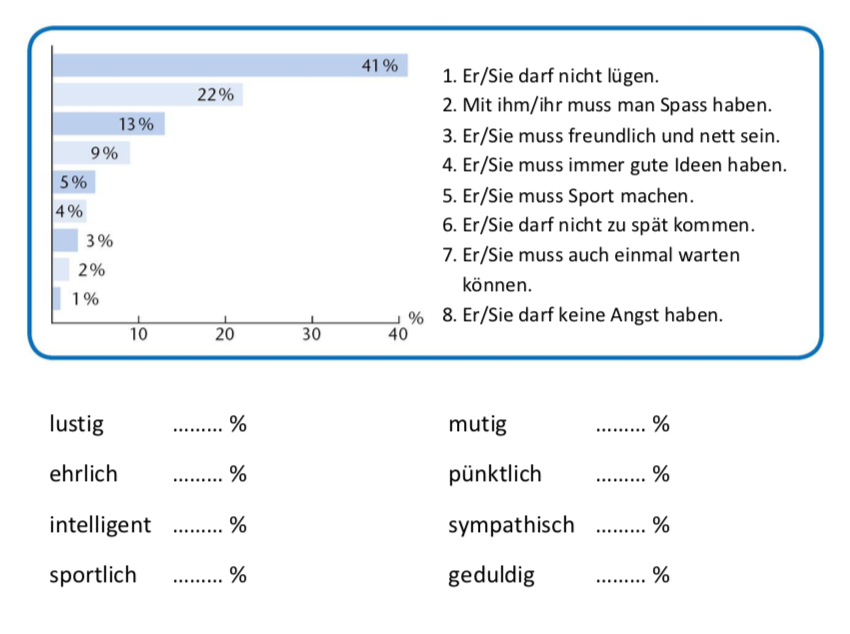 41 %
22 %
13 %
9 %
5 %
4 %
3 %
2 %
1 %
%
10 20 30 40
1. Er/Sie darf nicht lügen.
2. Mit ihm/ihr muss man Spass haben.
3. Er/Sie muss freundlich und nett sein.
4. Er/Sie muss immer gute Ideen haben.
5. Er/Sie muss Sport machen.
6. Er/Sie darf nicht zu spät kommen.
7. Er/Sie muss auch einmal warten
können.
8. Er/Sie darf keine Angst haben.
lustig ......... %
ehrlich ......... %
intelligent ......... %
sportlich ......... %
mutig ......... %
pünktlich ......... %
sympathisch ......... %
geduldig ......... %